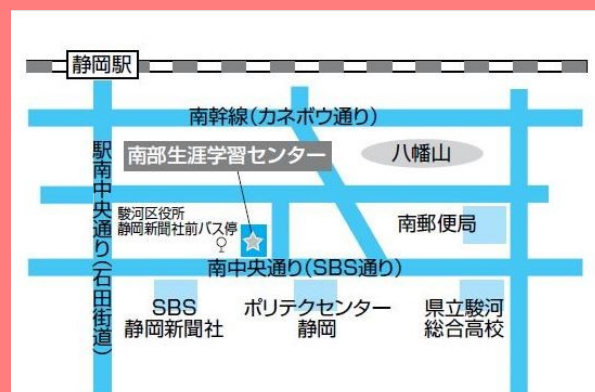 静岡駅
南幹線(カネボウ通り)
駅南中央通り(石田街道)
南部生涯学習センター
八幡山
駿河区役所
静岡新聞社前バス停
南郵便局
南中央通り(SBS通り)
SBS
静岡新聞社
ポリテクセンター
静岡
県立駿河
総合高校